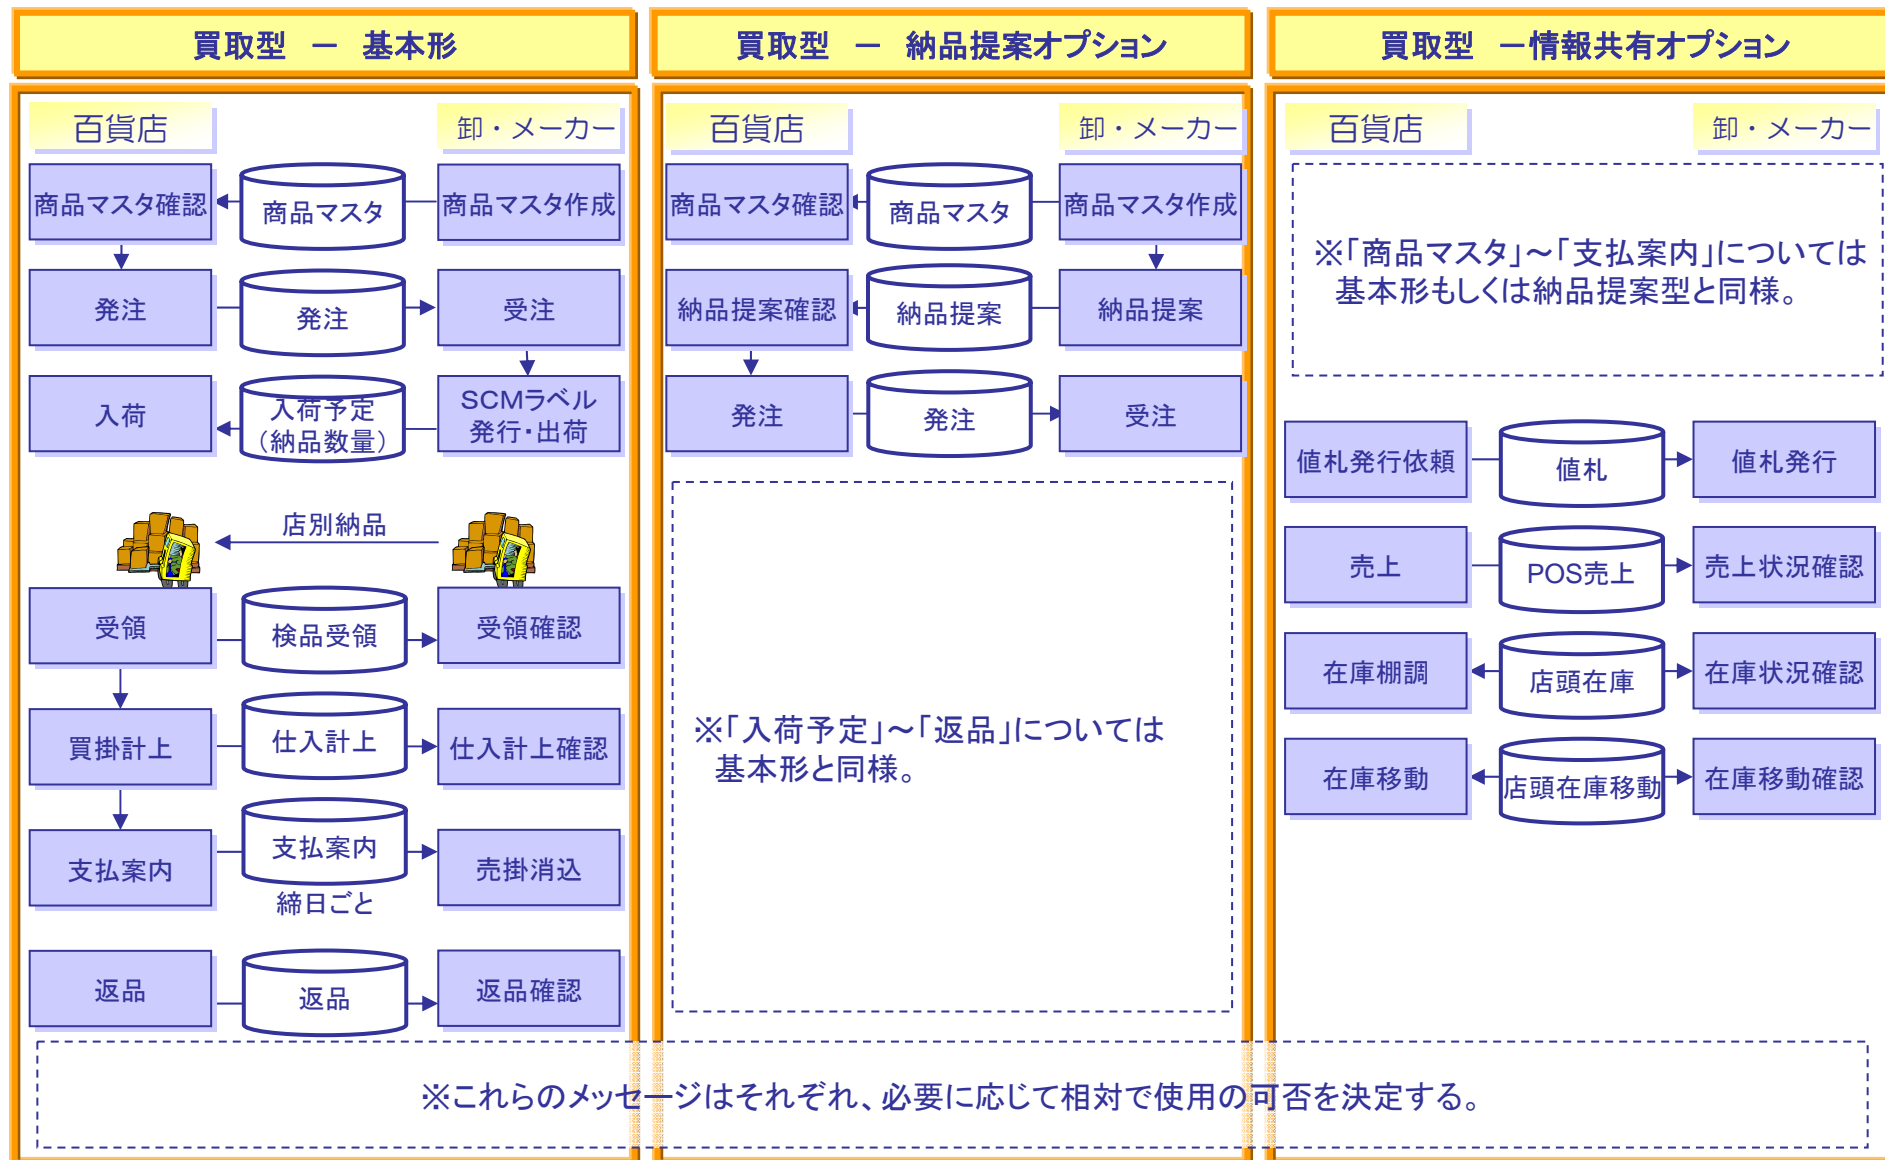 買取型 － 基本形
百貨店
卸・メーカー
商品マスタ確認
商品マスタ
商品マスタ作成
発注
発注
受注
入荷
入荷予定
（納品数量）
SCMラベル
発行・出荷
店別納品
受領
検品受領
受領確認
買掛計上
仕入計上
仕入計上確認
支払案内
支払案内
売掛消込
締日ごと
返品
返品
返品確認
買取型 － 納品提案オプション
百貨店
卸・メーカー
商品マスタ確認
商品マスタ
商品マスタ作成
納品提案確認
納品提案
納品提案
発注
発注
受注
※「入荷予定」～「返品」については
基本形と同様。
買取型 －情報共有オプション
百貨店
卸・メーカー
※「商品マスタ」～「支払案内」については
基本形もしくは納品提案型と同様。
値札発行依頼
値札
値札発行
売上
POS売上
売上状況確認
在庫棚調
店頭在庫
在庫状況確認
在庫移動
店頭在庫移動
在庫移動確認
※これらのメッセージはそれぞれ、必要に応じて相対で使用の可否を決定する。